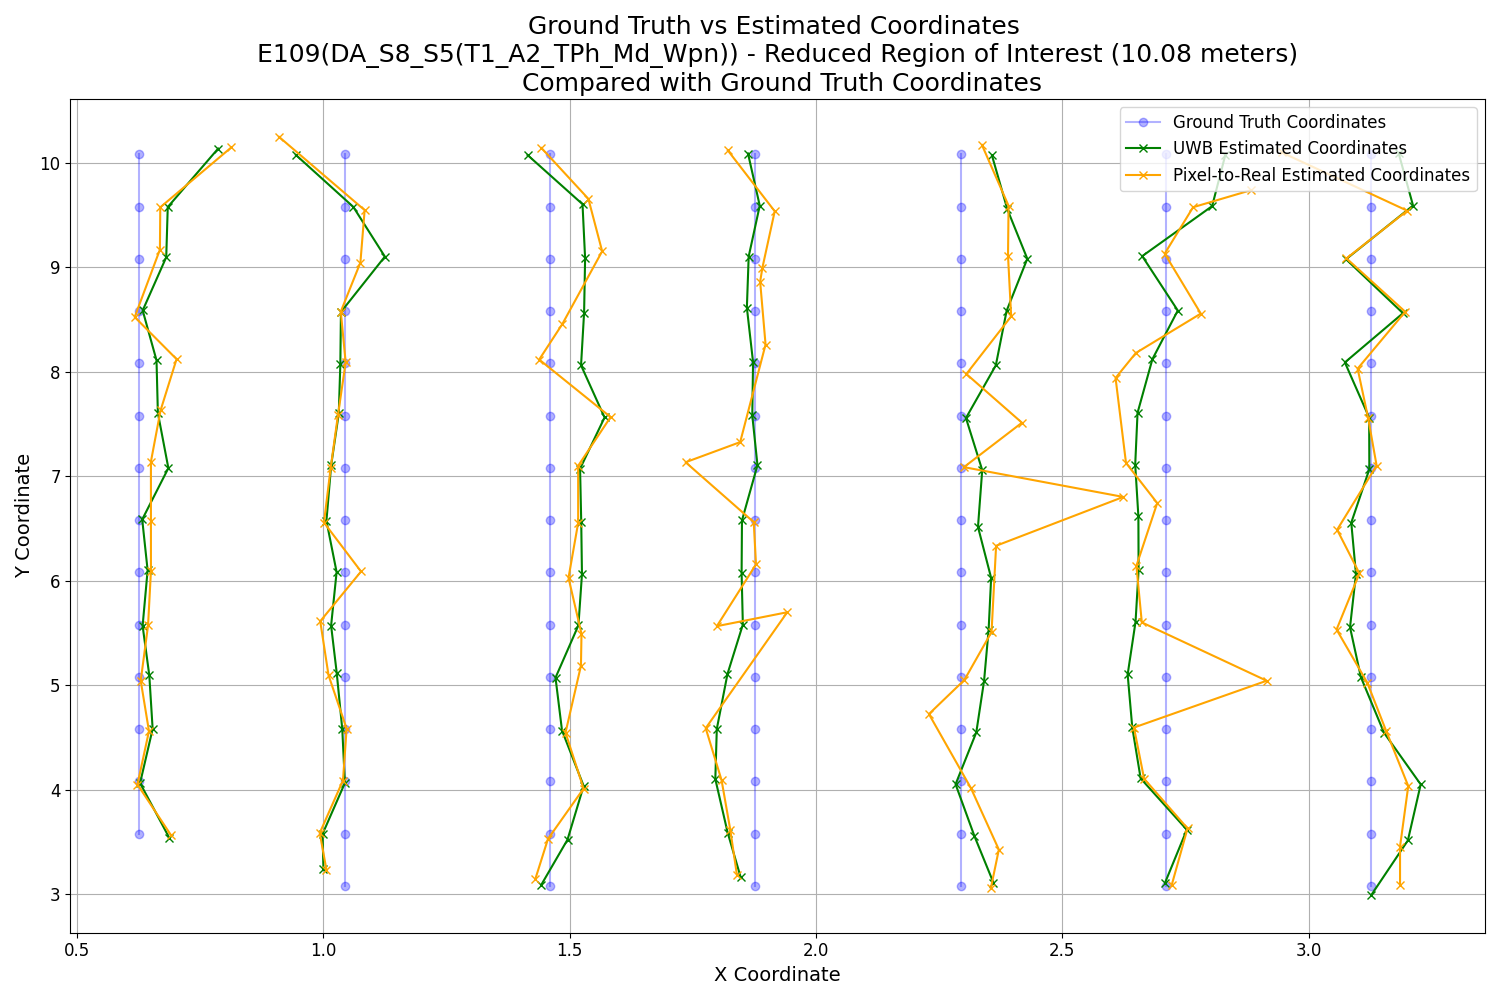 Ground Truth vs Estimated Coordinates
E109(DA_S8_S5(T1_A2_TPh_Md_Wpn)) - Reduced Region of Interest (10.08 meters)
Compared with Ground Truth Coordinates
Ground Truth Coordinates
UWB Estimated Coordinates
Pixel-to-Real Estimated Coordinates
Y Coordinate
10
9
8
7
6
5
4
3
0.5 1.0 1.5 2.0 2.5 3.0
X Coordinate